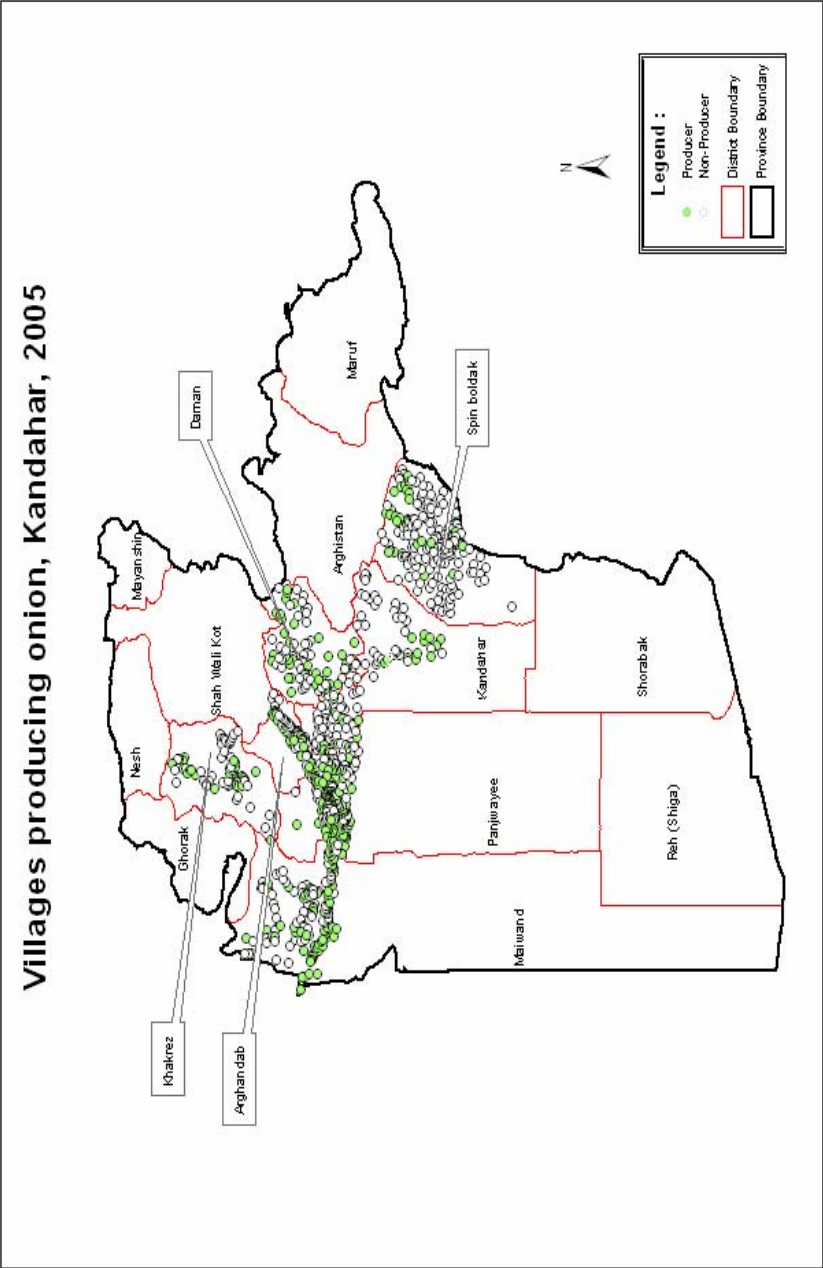 Villages producing onion, Kandahar, 2005
Mayanshin
Nesh
Shah Wali Kot
Daman
Ghorak
Khakrez
Arghandab
Maruf
Arghistan
Spin boldak
Kandahar
Panjwayee
Maiwand
Shorabak
Reh (Shiga)
N
Legend :
Producer
Non-Producer
District Boundary
Province Boundary